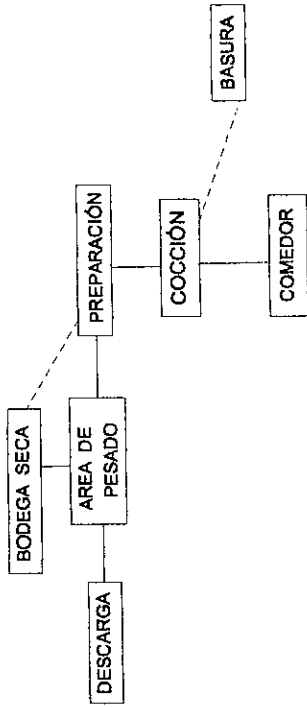 DESCARGA
BODEGA SECA
AREA DE
PESADO
PREPARACIÓN
COCCIÓN
COMEDOR
BASURA